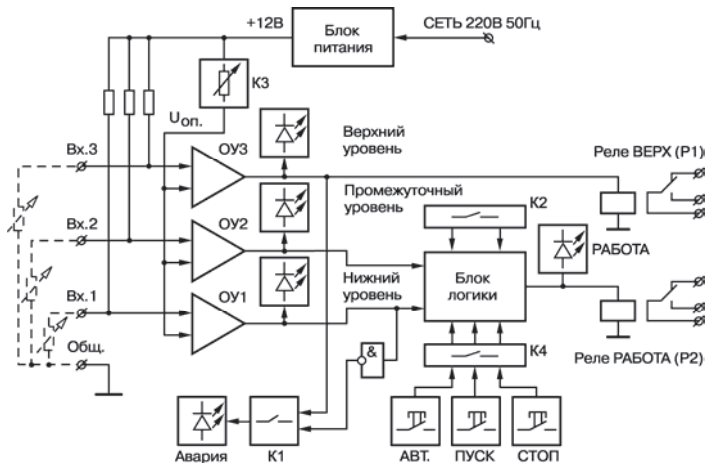 +12В
Блок
питания
СЕТЬ 220В 50Гц
К3
Uоп.
Вх.3
ОУ3
Верхний
уровень
Реле ВЕРХ (Р1)
Промежуточный
уровень
Вх.2
ОУ2
К2
РАБОТА
Блок
логики
Нижний
уровень
Вх.1
ОУ1
Общ.
&
К4
Реле РАБОТА (Р2)
Авария
К1
АВТ.
ПУСК
СТОП